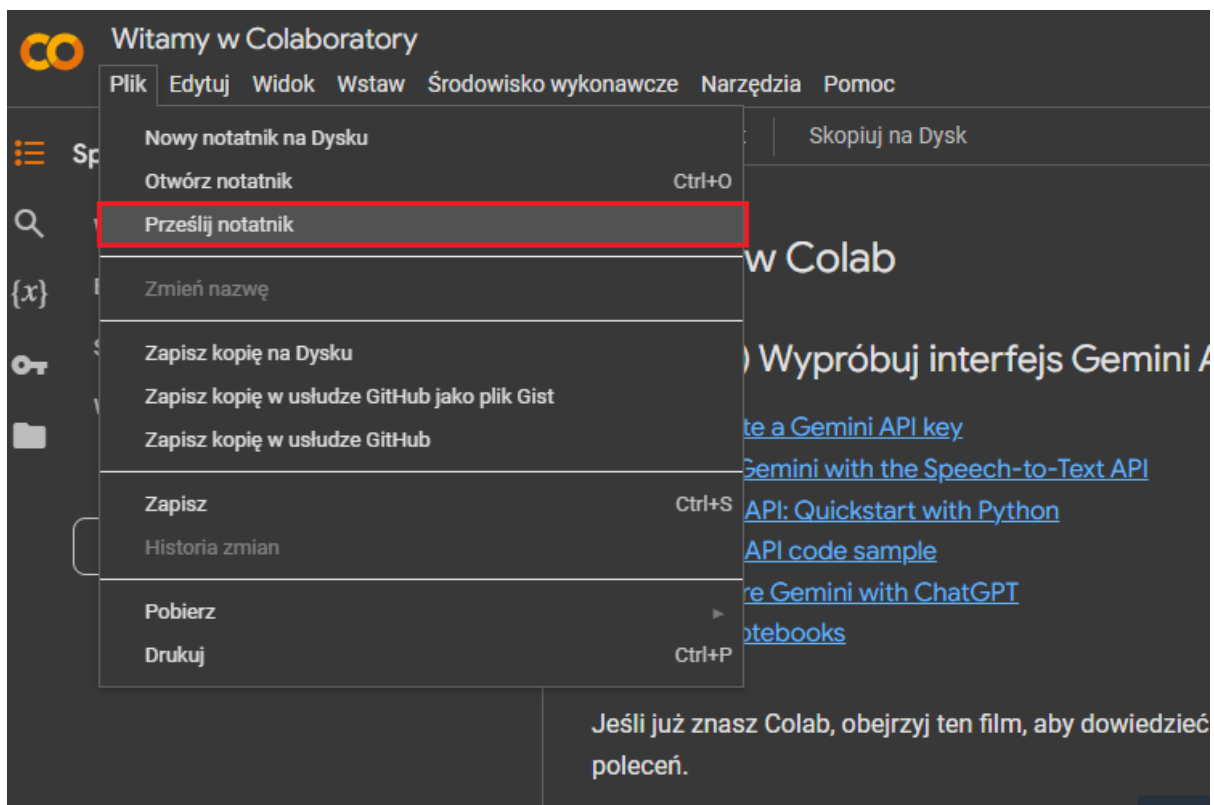 Witamy w Colaboratory
Plik Edytuj Widok Wstaw Środowisko wykonawcze Narzędzia Pomoc
Nowy notatnik na Dysku
Skopiuj na Dysk
Otwórz notatnik Ctrl+O
Prześlij notatnik
w Colab
Zmień nazwę
{x}
Zapisz kopię na Dysku
) Wypróbuj interfejs Gemini
Zapisz kopię w usłudze GitHub jako plik Gist
Zapisz kopię w usłudze GitHub
te a Gemini API key
Gemini with the Speech-to-Text API
Zapisz Ctrl+S
API: Quickstart with Python
Historia zmian
API code sample
re Gemini with ChatGPT
Pobierz
otebooks
Drukuj Ctrl+P
Jeśli już znasz Colab, obejrzyj ten film, aby dowiedzieć
poleceń.